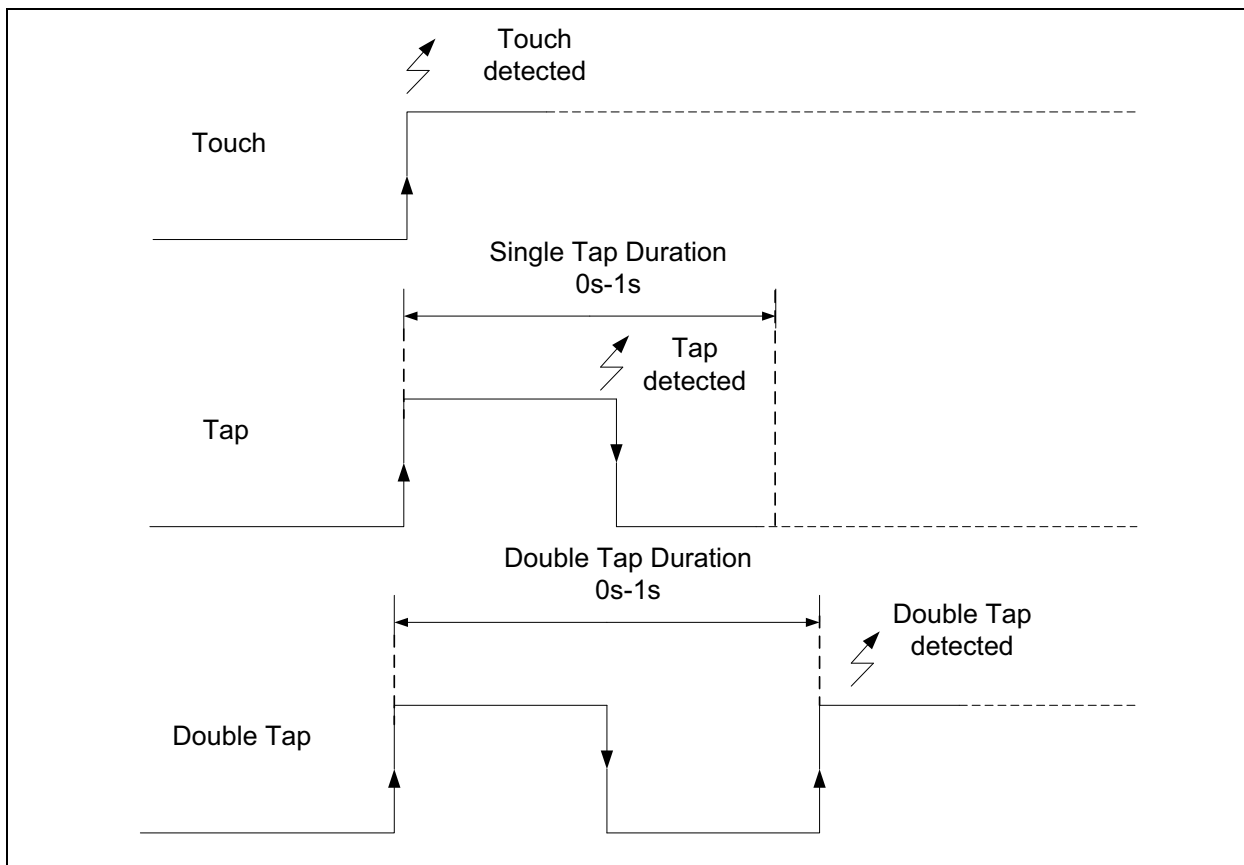 Touch
detected
Touch
Single Tap Duration
0s-1s
Tap
detected
Tap
Double Tap Duration
0s-1s
Double Tap
detected
Double Tap